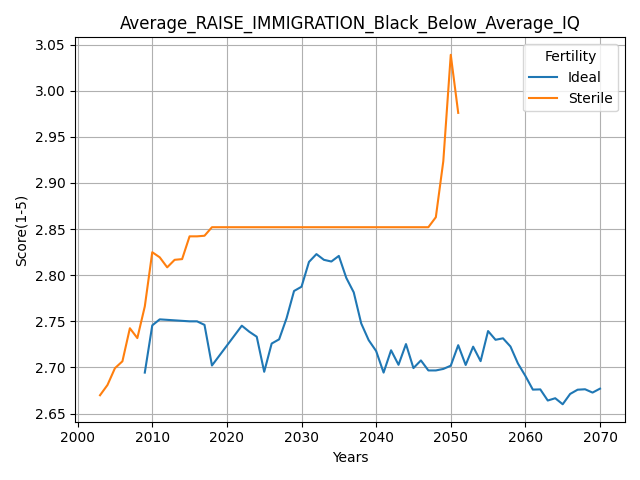 Average_RAISE_IMMIGRATION_Black_Below_Average_IQ
3.05
3.00
2.95
2.90
2.85
2.80
2.75
2.70
2.65
Score(1-5)
Fertility
Ideal
Sterile
2000 2010 2020 2030 2040 2050 2060 2070
Years